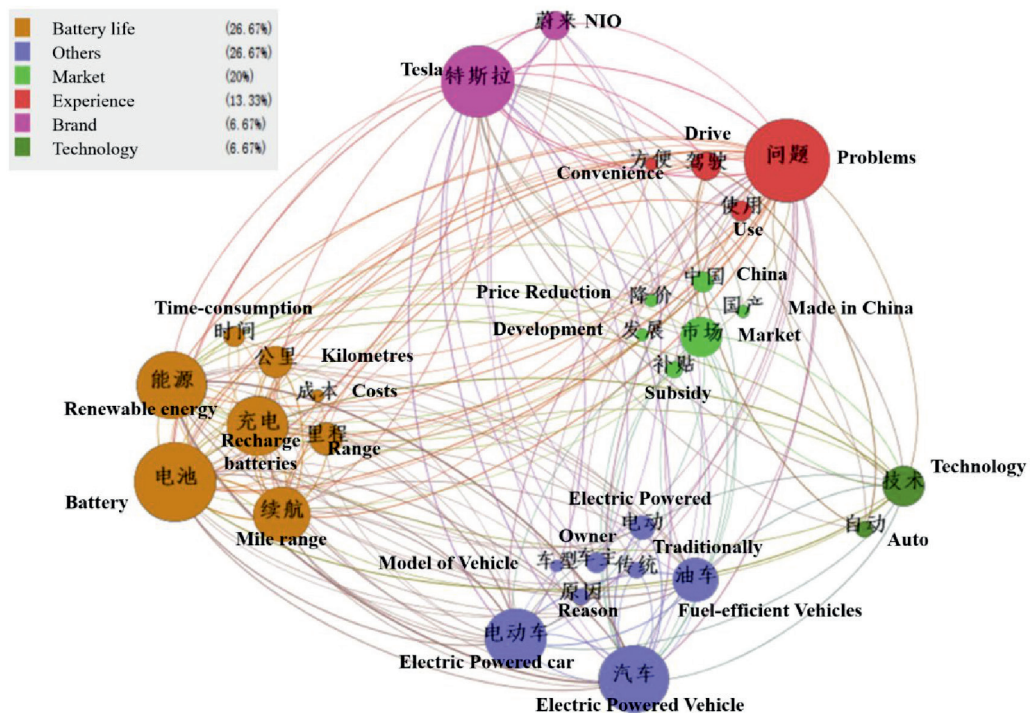 Battery life (26.67%)
Others (26.67%)
Market (20%)
Experience (13.33%)
Brand (6.67%)
Technology (6.67%)
蔚来 NIO
Tesla 特斯拉
Drive
方便 驾驶 问题 Problems
Convenience
使用
Use
中国 China
Price Reduction 降价 国产 Made in China
Development 发展 市场 Market
补贴
Subsidy
Time-consumption
时间
公里 Kilometres
能源
Renewable energy
成本 Costs
充电
Recharge
batteries
里程
Range
电池
Battery
续航
Mile range
Technology
技术
自动
Auto
Electric Powered
电动
Owner
Traditionally
Model of Vehicle 车型 车主 传统
原因
Reason
油车
Fuel-efficient Vehicles
电动车
Electric Powered car
汽车
Electric Powered Vehicle